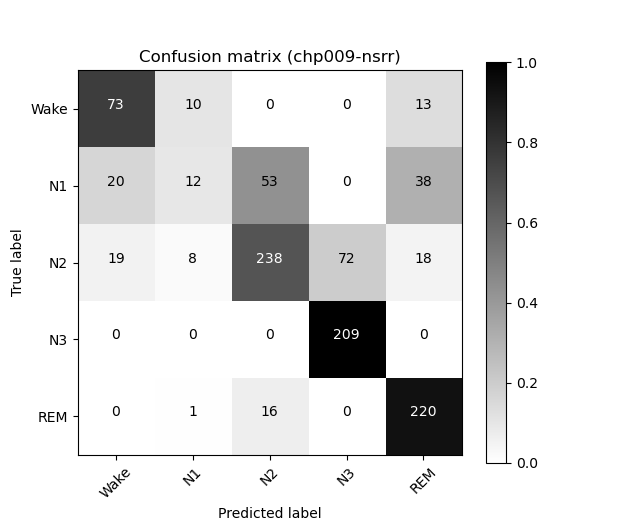 Confusion matrix (chp009-nsrr)
True label
Wake 73 10 0 0 13
N1 20 12 53 0 38
N2 19 8 238 72 18
N3 0 0 0 209 0
REM 0 1 16 0 220
Wake N1 N2 N3 REM
Predicted label
1.0
0.8
0.6
0.4
0.2
0.0